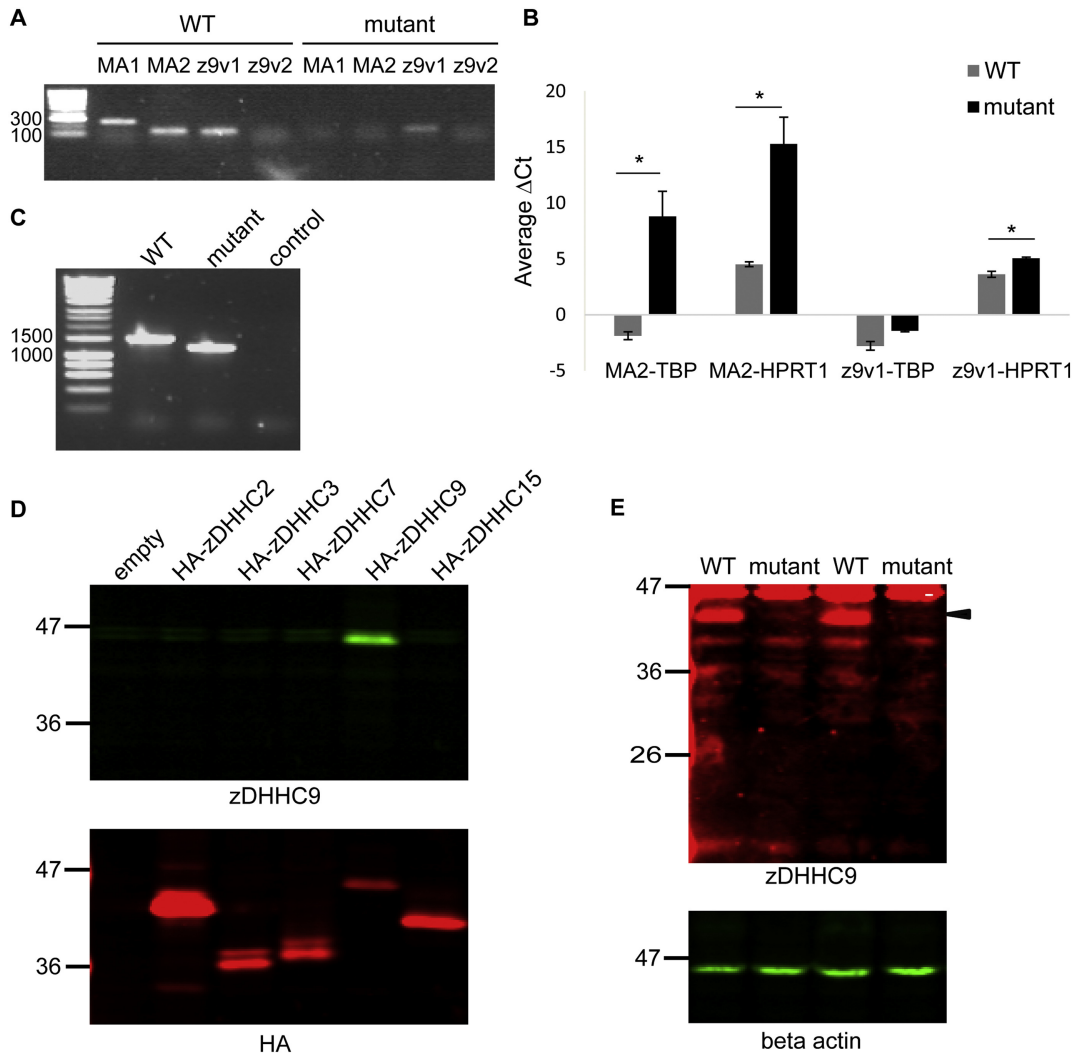 A
WT mutant
MA1 MA2 z9v1 z9v2 MA1 MA2 z9v1 z9v2
300
100
B
WT
mutant
Average ΔCt
20
15
10
5
0
-5
* * *
MA2-TBP MA2-HPRT1 z9v1-TBP z9v1-HPRT1
C
WT mutant control
1500
1000
D
empty HA-zDHHC2 HA-zDHHC3 HA-zDHHC7 HA-zDHHC9 HA-zDHHC15
47
36
zDHHC9
47
36
HA
E
WT mutant WT mutant
47
36
26
zDHHC9
47
beta actin